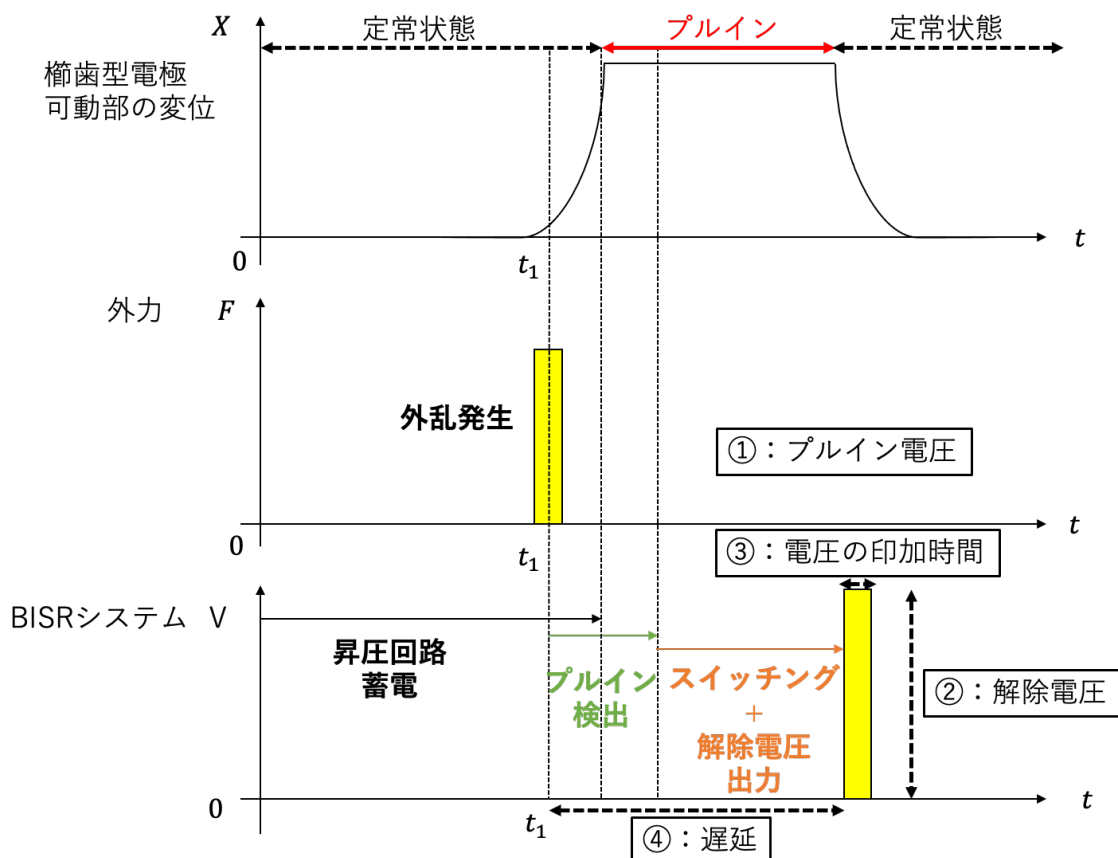 X
定常状態
プルイン
定常状態
櫛歯型電極
可動部の変位
0
t₁
t
外力
F
外乱発生
①：プルイン電圧
0
t₁
t
③：電圧の印加時間
BISRシステム
V
昇圧回路
蓄電
プルイン
検出
スイッチング
+
解除電圧
出力
②：解除電圧
0
t₁
t
④：遅延